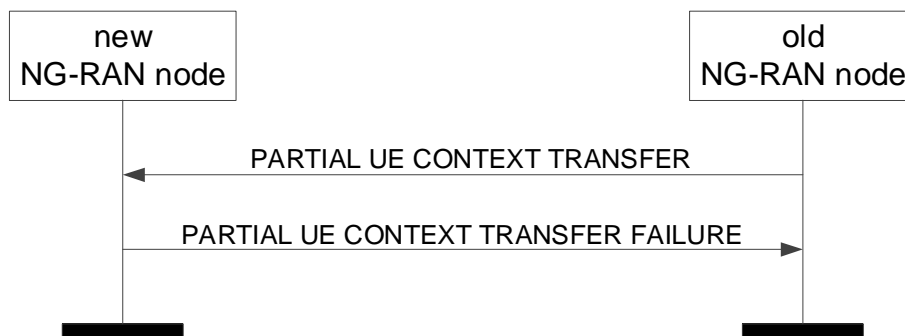 new
NG-RAN node
old
NG-RAN node
PARTIAL UE CONTEXT TRANSFER
PARTIAL UE CONTEXT TRANSFER FAILURE